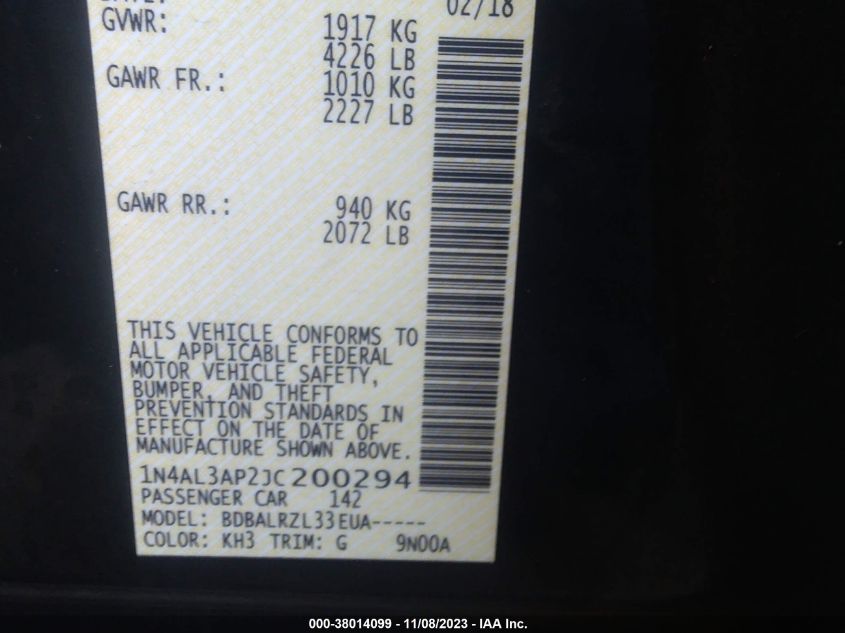 02/18
GVWR: 1917 KG
4226 LB
GAWR FR.: 1010 KG
2227 LB
GAWR RR.: 940 KG
2072 LB
THIS VEHICLE CONFORMS TO
ALL APPLICABLE FEDERAL
MOTOR VEHICLE SAFETY,
BUMPER, AND THEFT
PREVENTION STANDARDS IN
EFFECT ON THE DATE OF
MANUFACTURE SHOWN ABOVE.
1N4AL3AP2JC200294
PASSENGER CAR 142
MODEL: BDBALRZL33EUA-----
COLOR: KH3 TRIM: G 9N00A
000-38014099 - 11/08/2023 - IAA Inc.